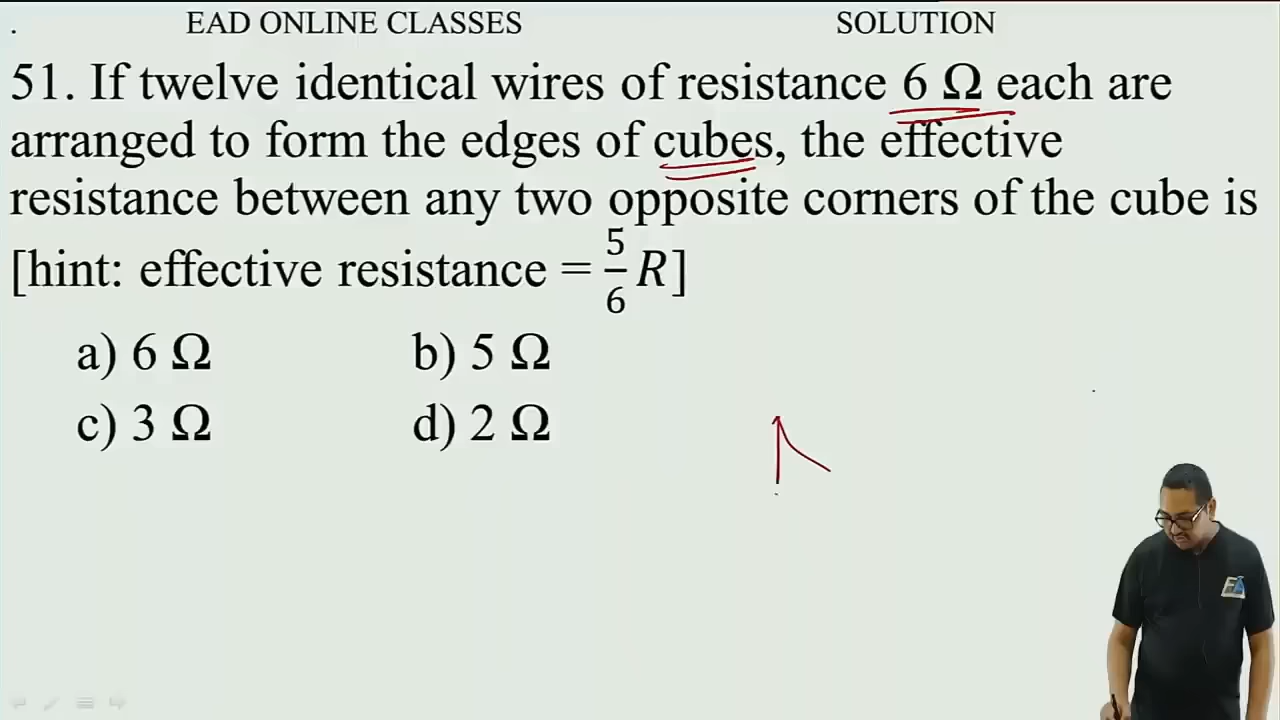 . EAD ONLINE CLASSES SOLUTION
51. If twelve identical wires of resistance 6 Ω each are
arranged to form the edges of cubes, the effective
resistance between any two opposite corners of the cube is
[hint: effective resistance = 5/6 R]
a) 6 Ω b) 5 Ω
c) 3 Ω d) 2 Ω